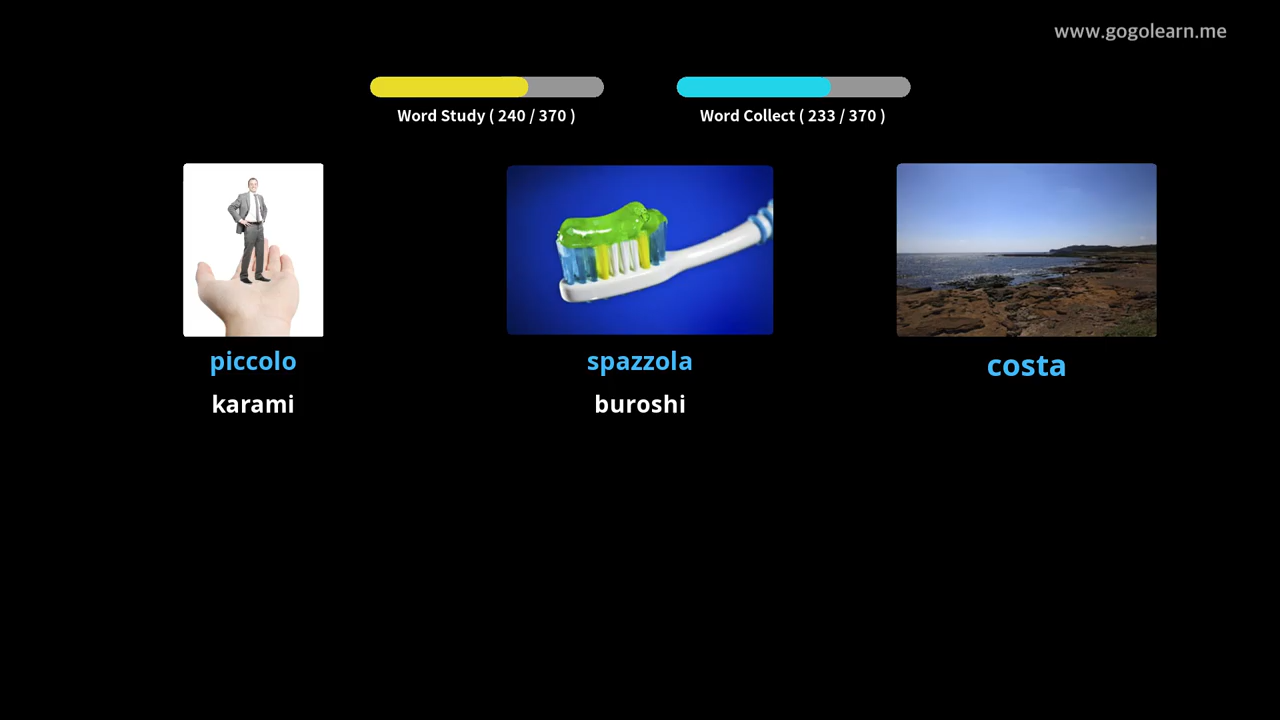 www.gogolearn.me
Word Study ( 240 / 370 )
Word Collect ( 233 / 370 )
piccolo
karami
spazzola
buroshi
costa